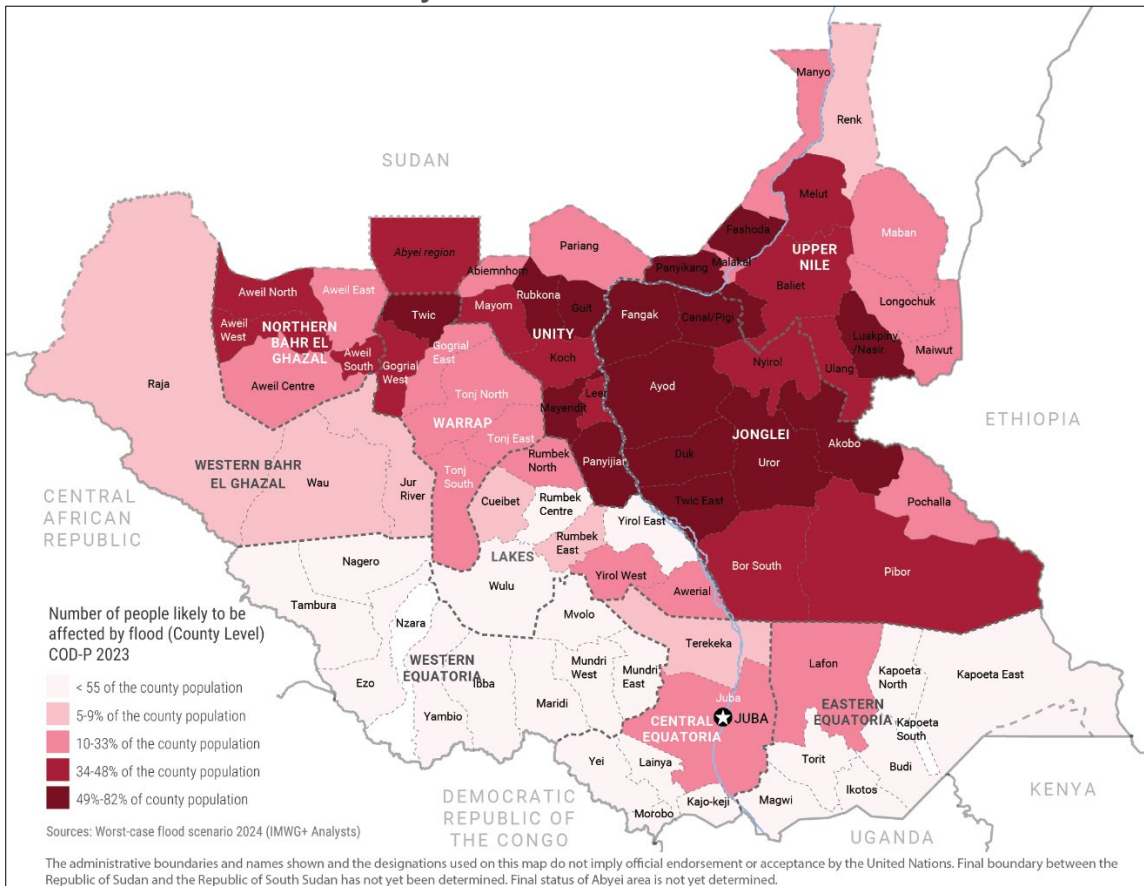 Manyo
Renk
SUDAN
Melut
Fashoda
Maban
Abyei region
Pariang
UPPER
NILE
Panyikang
Malakal
Abiemnhom
Aweil North
Aweil East
Baliet
Longochuk
Rubkona
Mayom
Twic
Guit
Fangak
Canal/Pigi
Aweil
West
NORTHERN
BAHR EL
GHAZAL
UNITY
Luakpiny
/Nasir
Maiwut
Aweil
South
Gogrial
East
Koch
Nyirol
Ulang
Gogrial
West
Raja
Aweil Centre
Ayod
Tonj North
Leer
Mayendit
ETHIOPIA
WARRAP
JONGLEI
Tonj East
Akobo
Rumbek
North
Panyijiar
Duk
Uror
WESTERN BAHR
EL GHAZAL
Wau
Jur
River
Tonj
South
CENTRAL
AFRICAN
REPUBLIC
Cueibet
Rumbek
Centre
Twic East
Pochalla
Yirol East
Rumbek
East
LAKES
Nagero
Bor South
Pibor
Yirol West
Wulu
Awerial
Tambura
Mvolo
Number of people likely to be
affected by flood (County Level)
COD-P 2023
Nzara
Terekeka
WESTERN
EQUATORIA
Mundri
West
Mundri
East
Lafon
Kapoeta
North
Kapoeta East
Ezo
Ibba
Maridi
< 55 of the county population
Juba
JUBA
EASTERN
EQUATORIA
5-9% of the county population
Yambio
CENTRAL
EQUATORIA
Kapoeta
South
10-33% of the county population
Yei
Lainya
Torit
Budi
34-48% of the county population
Ikotos
KENYA
49%-82% of county population
DEMOCRATIC
REPUBLIC OF
THE CONGO
Morobo
Kajo-keji
Magwi
UGANDA
Sources: Worst-case flood scenario 2024 (IMWG+ Analysts)
The administrative boundaries and names shown and the designations used on this map do not imply official endorsement or acceptance by the United Nations. Final boundary between the
Republic of Sudan and the Republic of South Sudan has not yet been determined. Final status of Abyei area is not yet determined.